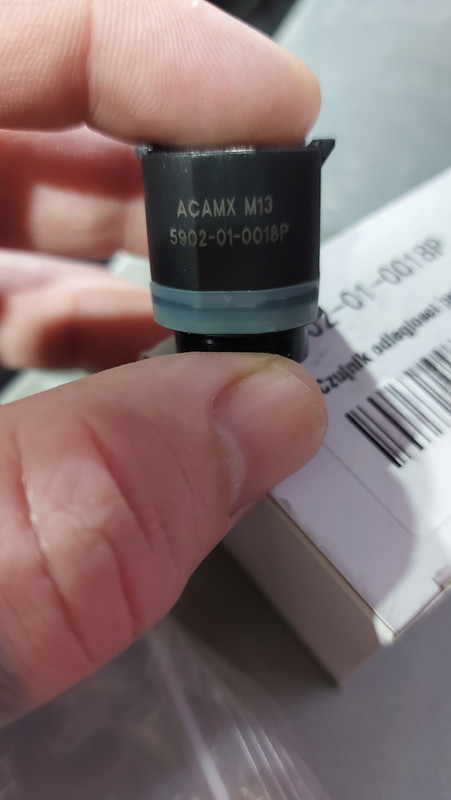 ACAMX M13
5902-01-0018P
02-01-0018P
Czujnik odległości